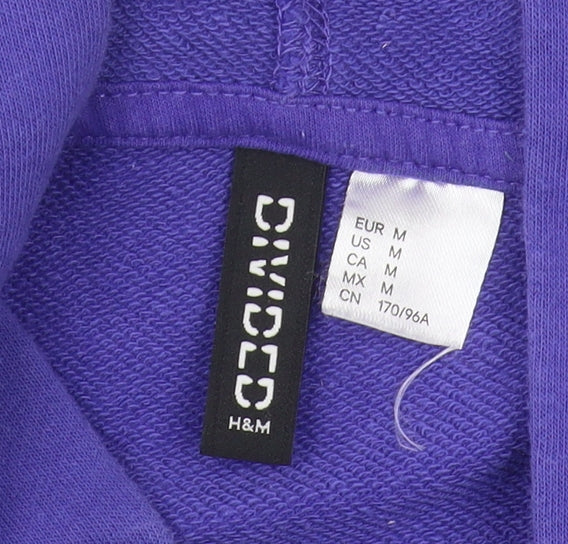 DIVIDED
H&M
EUR M
US M
CA M
MX M
CN 170/96A